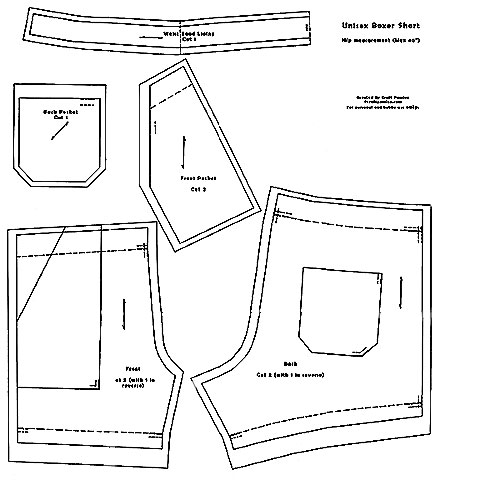 Unisex Boxer Short
Hip measurement (Size 40")
Waist Band Lining
Cut 1
Created by Craft Passion
craftpassion.com
For personal and hobby use only.
Back Pocket
Cut 1
Front Pocket
Cut 2
Front
Cut 2 (with 1 in
reverse)
Back
Cut 2 (with 1 in reverse)